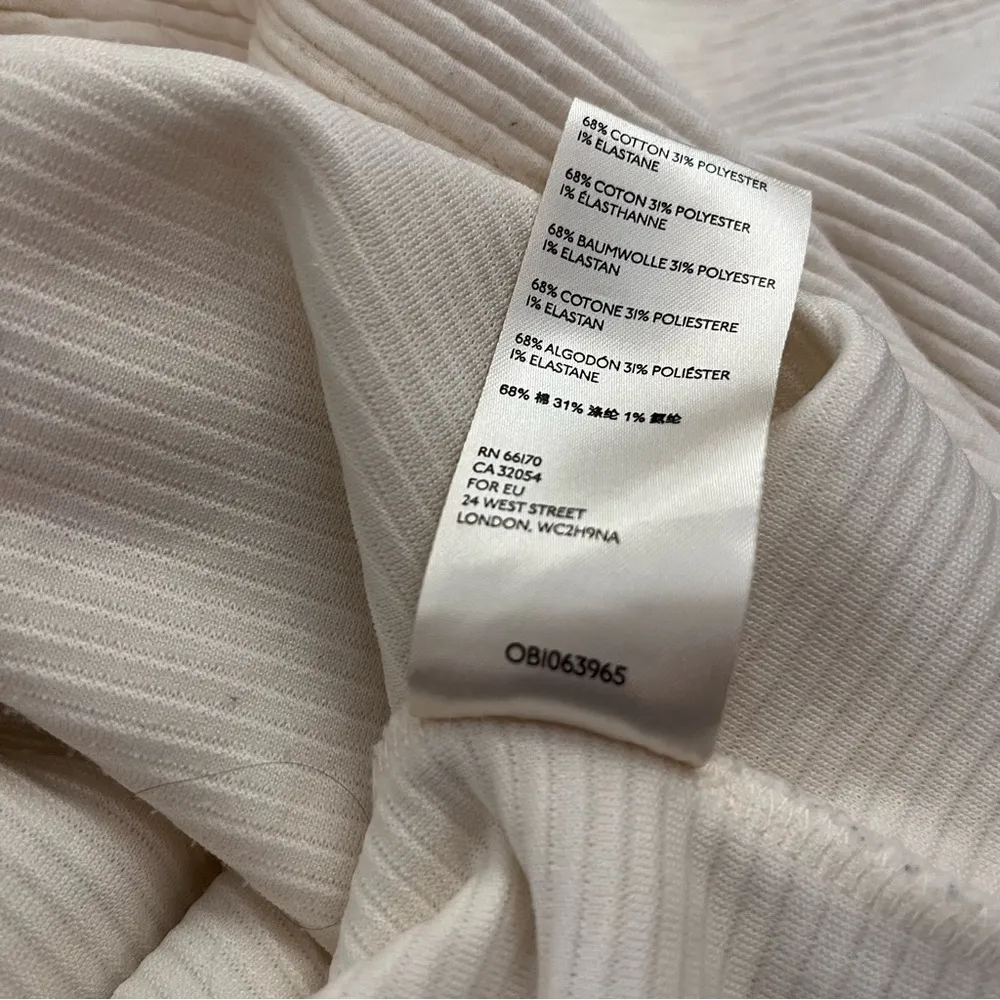 68% COTTON 31% POLYESTER
1% ELASTANE
68% COTON 31% POLYESTER
1% ÉLASTHANNE
68% BAUMWOLLE 31% POLYESTER
1% ELASTAN
68% COTONE 31% POLIESTERE
1% ELASTAN
68% ALGODÓN 31% POLIÉSTER
1% ELASTANE
68% 棉 31% 涤纶 1% 氨纶
RN 66170
CA 32054
FOR EU
24 WEST STREET
LONDON, WC2H9NA
OB1063965